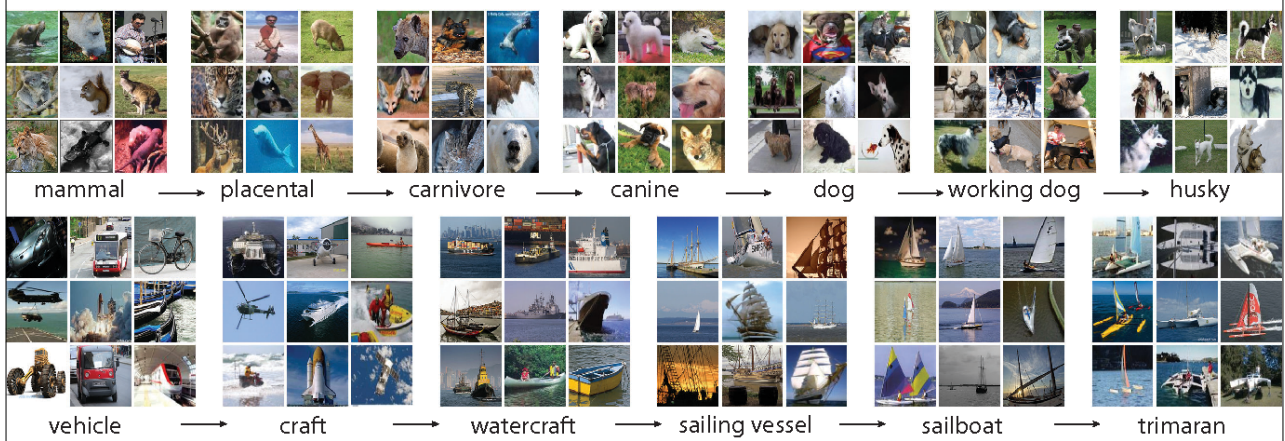 mammal placental carnivore canine dog working dog husky
vehicle craft watercraft sailing vessel sailboat trimaran